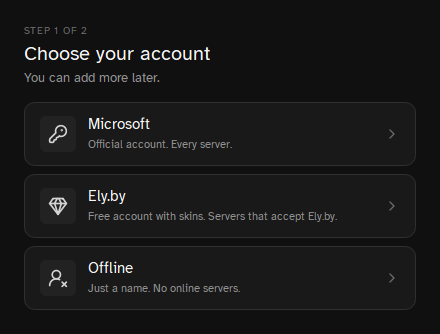 STEP 1 OF 2
Choose your account
You can add more later.
Microsoft
Official account. Every server.
Ely.by
Free account with skins. Servers that accept Ely.by.
Offline
Just a name. No online servers.